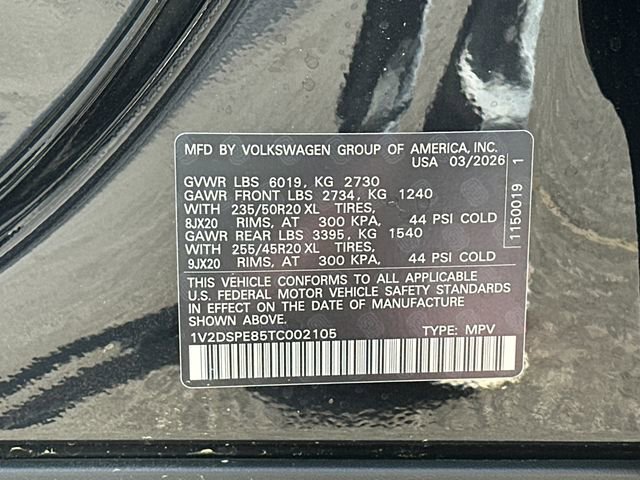 MFD BY VOLKSWAGEN GROUP OF AMERICA, INC.
USA 03/2026
GVWR LBS 6019, KG 2730
GAWR FRONT LBS 2734, KG 1240
WITH 235/50R20 XL TIRES,
8JX20 RIMS, AT 300 KPA, 44 PSI COLD
GAWR REAR LBS 3395, KG 1540
WITH 255/45R20 XL TIRES,
9JX20 RIMS, AT 300 KPA, 44 PSI COLD
THIS VEHICLE CONFORMS TO ALL APPLICABLE
U.S. FEDERAL MOTOR VEHICLE SAFETY STANDARDS
IN EFFECT ON THE DATE OF MANUFACTURE
SHOWN ABOVE.
1V2DSPE85TC002105 TYPE: MPV
1150019 1